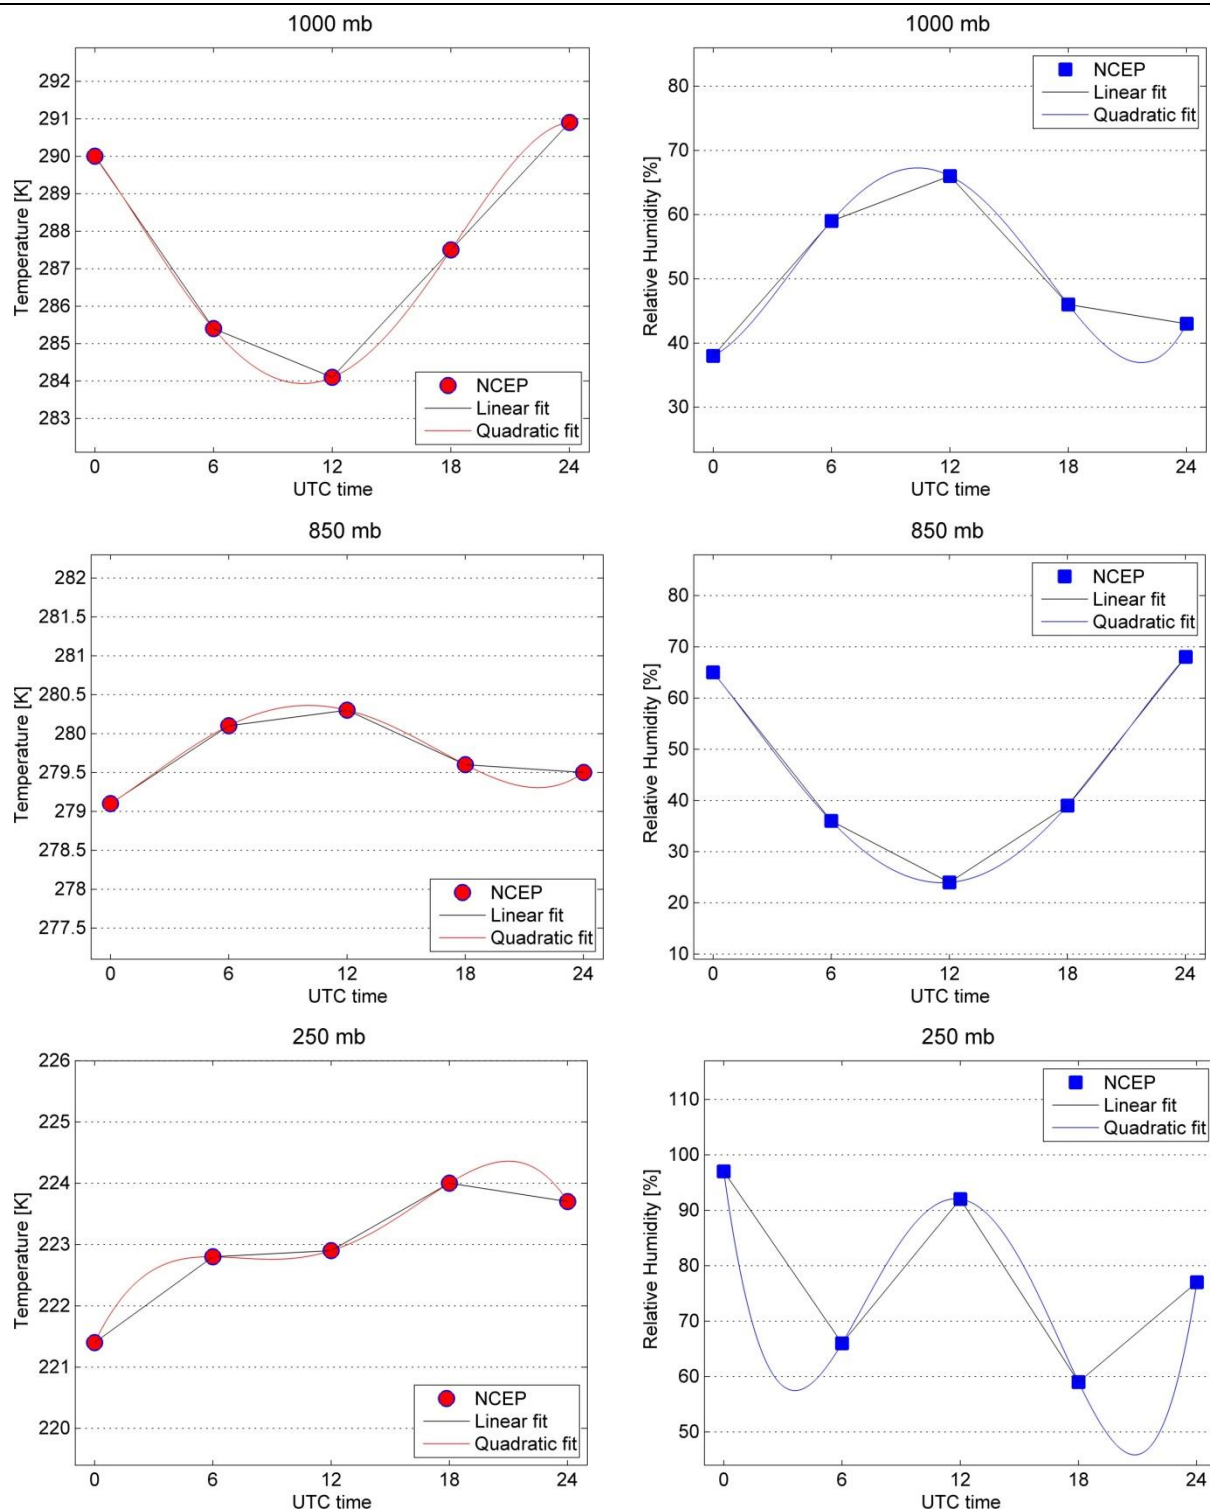 1000 mb
292
291
290
289
288
287
286
285
284
283
Temperature [K]
0 6 12 18 24
UTC time
NCEP
Linear fit
Quadratic fit
1000 mb
80
70
60
50
40
30
Relative Humidity [%]
0 6 12 18 24
UTC time
NCEP
Linear fit
Quadratic fit
850 mb
282
281.5
281
280.5
280
279.5
279
278.5
278
277.5
Temperature [K]
0 6 12 18 24
UTC time
NCEP
Linear fit
Quadratic fit
850 mb
80
70
60
50
40
30
20
10
Relative Humidity [%]
0 6 12 18 24
UTC time
NCEP
Linear fit
Quadratic fit
250 mb
226
225
224
223
222
221
220
Temperature [K]
0 6 12 18 24
UTC time
NCEP
Linear fit
Quadratic fit
250 mb
110
100
90
80
70
60
50
Relative Humidity [%]
0 6 12 18 24
UTC time
NCEP
Linear fit
Quadratic fit